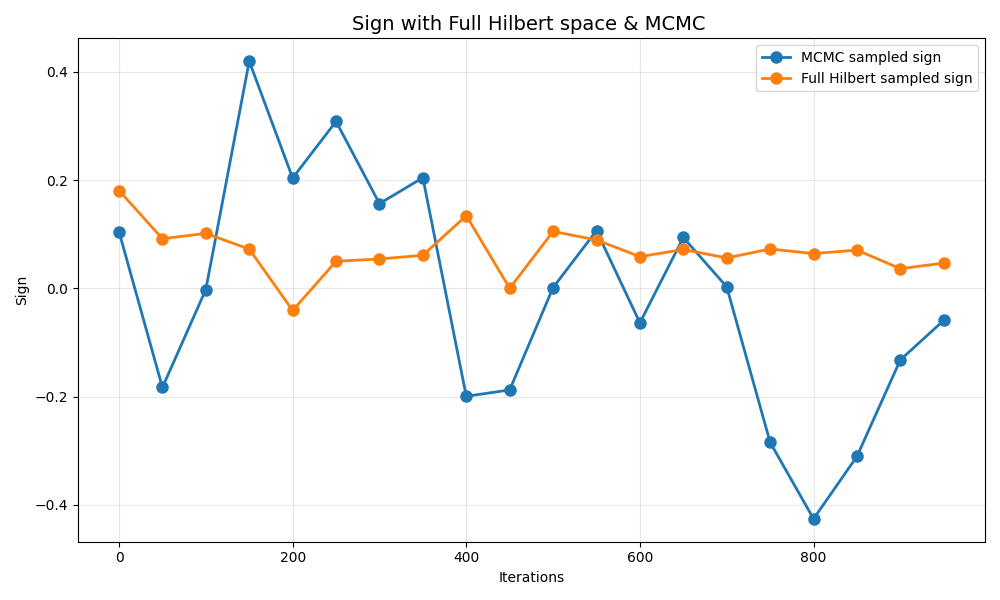 Sign with Full Hilbert space & MCMC
MCMC sampled sign
Full Hilbert sampled sign
Sign
0.4
0.2
0.0
−0.2
−0.4
0 200 400 600 800
Iterations